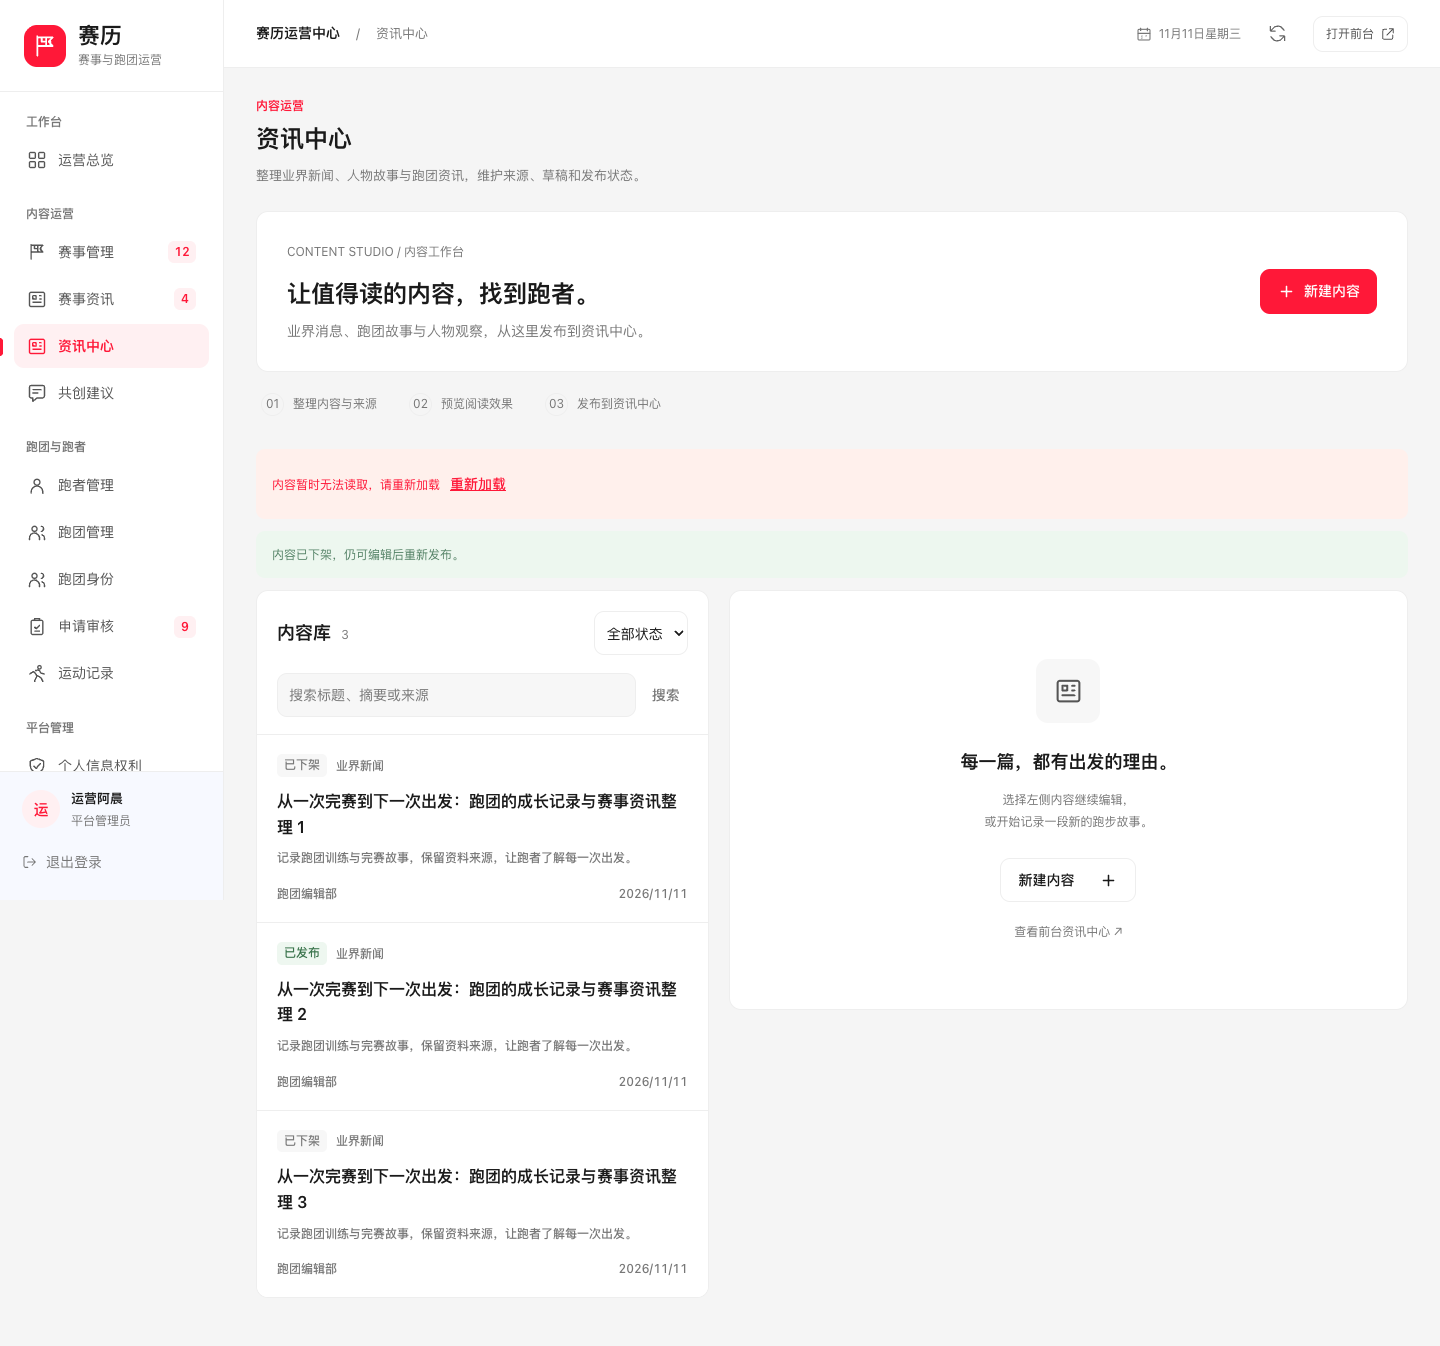 赛历
赛事与跑团运营
工作台
运营总览
内容运营
赛事管理 12
赛事资讯 4
资讯中心
共创建议
跑团与跑者
跑者管理
跑团管理
跑团身份
申请审核 9
运动记录
平台管理
个人信息权利
运 运营阿晨
平台管理员
退出登录
赛历运营中心 / 资讯中心
11月11日星期三
打开前台
内容运营
资讯中心
整理业界新闻、人物故事与跑团资讯，维护来源、草稿和发布状态。
CONTENT STUDIO / 内容工作台
让值得读的内容，找到跑者。
业界消息、跑团故事与人物观察，从这里发布到资讯中心。
新建内容
01 整理内容与来源 02 预览阅读效果 03 发布到资讯中心
内容暂时无法读取，请重新加载 重新加载
内容已下架，仍可编辑后重新发布。
内容库 3
全部状态
搜索标题、摘要或来源 搜索
已下架 业界新闻
从一次完赛到下一次出发：跑团的成长记录与赛事资讯整
理 1
记录跑团训练与完赛故事，保留资料来源，让跑者了解每一次出发。
跑团编辑部 2026/11/11
已发布 业界新闻
从一次完赛到下一次出发：跑团的成长记录与赛事资讯整
理 2
记录跑团训练与完赛故事，保留资料来源，让跑者了解每一次出发。
跑团编辑部 2026/11/11
已下架 业界新闻
从一次完赛到下一次出发：跑团的成长记录与赛事资讯整
理 3
记录跑团训练与完赛故事，保留资料来源，让跑者了解每一次出发。
跑团编辑部 2026/11/11
每一篇，都有出发的理由。
选择左侧内容继续编辑，
或开始记录一段新的跑步故事。
新建内容
查看前台资讯中心 ↗